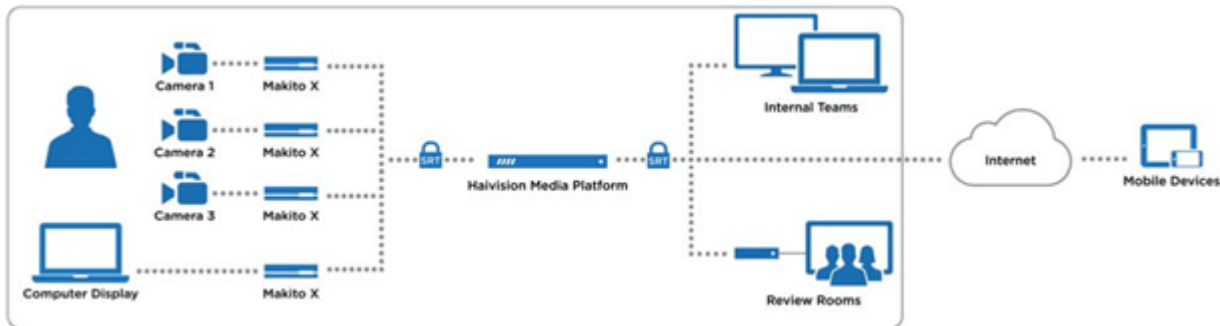 Camera 1
Makito X
Internal Teams
Camera 2
Makito X
SRT
SRT
Haivision Media Platform
Internet
Mobile Devices
Camera 3
Makito X
Computer Display
Makito X
Review Rooms